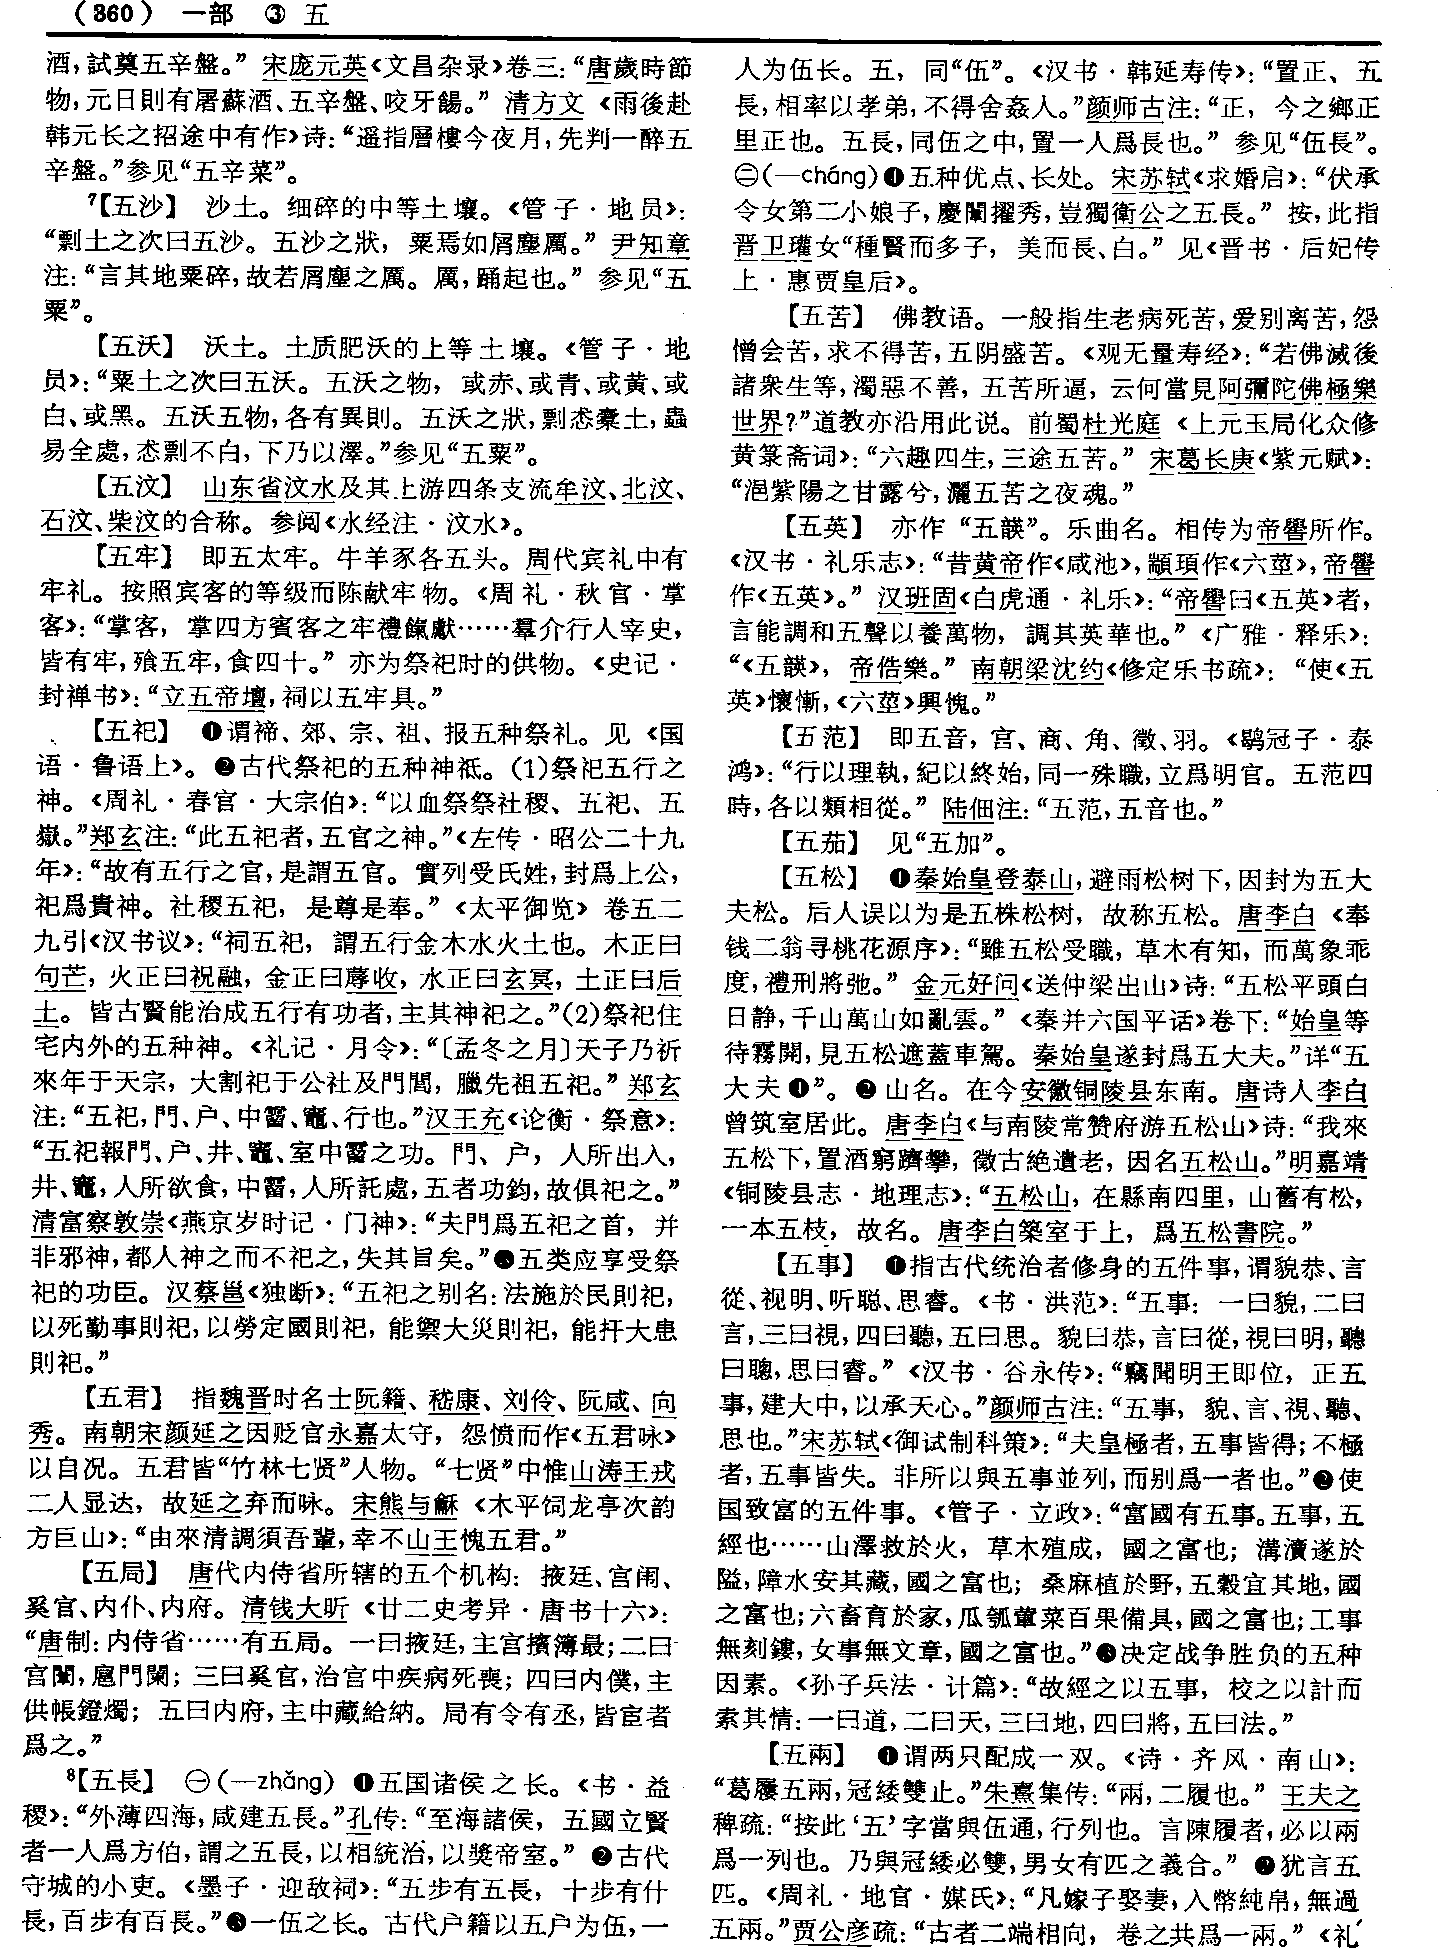 （360） 一部 ③ 五
酒，試奠五辛盤。”宋庞元英《文昌杂录》卷三：“唐歲時節
物，元日則有屠蘇酒、五辛盤、咬牙餳。”清方文《雨後赴
韩元长之招途中有作》诗：“遥指層樓今夜月，先判一醉五
辛盤。”参见“五辛菜”。
7【五沙】 沙土。细碎的中等土壤。《管子·地员》：
“剽土之次曰五沙。五沙之狀，粟焉如屑塵厲。”尹知章
注：“言其地粟碎，故若屑塵之厲。厲，踊起也。”参见“五
粟”。
【五沃】 沃土。土质肥沃的上等土壤。《管子·地
员》：“粟土之次曰五沃。五沃之物，或赤、或青、或黄、或
白、或黑。五沃五物，各有異則。五沃之狀，剽怷橐土，蟲
易全處，怷剽不白，下乃以澤。”参见“五粟”。
【五汶】 山东省汶水及其上游四条支流牟汶、北汶、
石汶、柴汶的合称。参阅《水经注·汶水》。
【五牢】 即五太牢。牛羊豕各五头。周代宾礼中有
牢礼。按照宾客的等级而陈献牢物。《周礼·秋官·掌
客》：“掌客，掌四方賓客之牢禮餼獻……羣介行人宰史，
皆有牢，飱五牢，食四十。”亦为祭祀时的供物。《史记·
封禅书》：“立五帝壇，祠以五牢具。”
【五祀】 ❶谓禘、郊、宗、祖、报五种祭礼。见《国
语·鲁语上》。❷古代祭祀的五种神祇。(1)祭祀五行之
神。《周礼·春官·大宗伯》：“以血祭祭社稷、五祀、五
嶽。”郑玄注：“此五祀者，五官之神。”《左传·昭公二十九
年》：“故有五行之官，是謂五官。實列受氏姓，封爲上公，
祀爲貴神。社稷五祀，是尊是奉。”《太平御览》卷五二
九引《汉书议》：“祠五祀，謂五行金木水火土也。木正曰
句芒，火正曰祝融，金正曰蓐收，水正曰玄冥，土正曰后
土。皆古賢能治成五行有功者，主其神祀之。”(2)祭祀住
宅内外的五种神。《礼记·月令》：“〔孟冬之月〕天子乃祈
來年于天宗，大割祀于公社及門閭，臘先祖五祀。”郑玄
注：“五祀，門、户、中霤、竈、行也。”汉王充《论衡·祭意》：
“五祀報門、户、井、竈、室中霤之功。門、户，人所出入，
井、竈，人所欲食，中霤，人所託處，五者功鈞，故俱祀之。”
清富察敦崇《燕京岁时记·门神》：“夫門爲五祀之首，并
非邪神，都人神之而不祀之，失其旨矣。”❸五类应享受祭
祀的功臣。汉蔡邕《独断》：“五祀之别名：法施於民則祀，
以死勤事則祀，以勞定國則祀，能禦大災則祀，能扞大患
則祀。”
【五君】 指魏晋时名士阮籍、嵇康、刘伶、阮咸、向
秀。南朝宋颜延之因贬官永嘉太守，怨愤而作《五君咏》
以自况。五君皆“竹林七贤”人物。“七贤”中惟山涛王戎
二人显达，故延之弃而咏。宋熊与龢《木平饲龙亭次韵
方巨山》：“由來清調須吾輩，幸不山王愧五君。”
【五局】 唐代内侍省所辖的五个机构：掖廷、宫闱、
奚官、内仆、内府。清钱大昕《廿二史考异·唐书十六》：
“唐制：内侍省……有五局。一曰掖廷，主宫嬪簿最；二曰
宫闈，扈門闌；三曰奚官，治宫中疾病死喪；四曰内僕，主
供帳鐙燭；五曰内府，主中藏給納。局有令有丞，皆宦者
爲之。”
8【五長】 ㊀(—zhǎng) ❶五国诸侯之长。《书·益
稷》：“外薄四海，咸建五長。”孔传：“至海諸侯，五國立賢
者一人爲方伯，謂之五長，以相統治，以獎帝室。”❷古代
守城的小吏。《墨子·迎敌祠》：“五步有五長，十步有什
長，百步有百長。”❸一伍之长。古代户籍以五户为伍，一
人为伍长。五，同“伍”。《汉书·韩延寿传》：“置正、五
長，相率以孝弟，不得舍姦人。”颜师古注：“正，今之鄉正
里正也。五長，同伍之中，置一人爲長也。”参见“伍長”。
㊁(—cháng)❶五种优点、长处。宋苏轼《求婚启》：“伏承
令女第二小娘子，慶闈擢秀，豈獨衛公之五長。”按，此指
晋卫瓘女“種賢而多子，美而長、白。”见《晋书·后妃传
上·惠贾皇后》。
【五苦】 佛教语。一般指生老病死苦，爱别离苦，怨
憎会苦，求不得苦，五阴盛苦。《观无量寿经》：“若佛滅後
諸衆生等，濁惡不善，五苦所逼，云何當見阿彌陀佛極樂
世界？”道教亦沿用此说。前蜀杜光庭《上元玉局化众修
黄箓斋词》：“六趣四生，三途五苦。”宋葛长庚《紫元赋》：
“浥紫陽之甘露兮，灑五苦之夜魂。”
【五英】 亦作“五韺”。乐曲名。相传为帝嚳所作。
《汉书·礼乐志》：“昔黄帝作《咸池》，顓頊作《六莖》，帝嚳
作《五英》。”汉班固《白虎通·礼乐》：“帝嚳曰《五英》者，
言能調和五聲以養萬物，調其英華也。”《广雅·释乐》：
“《五韺》，帝俈樂。”南朝梁沈约《修定乐书疏》：“使《五
英》懷慚，《六莖》興愧。”
【五范】 即五音，宫、商、角、徵、羽。《鹖冠子·泰
鸿》：“行以理執，紀以終始，同一殊職，立爲明官。五范四
時，各以類相從。”陆佃注：“五范，五音也。”
【五茄】 见“五加”。
【五松】 ❶秦始皇登泰山，避雨松树下，因封为五大
夫松。后人误以为是五株松树，故称五松。唐李白《奉
饯二翁寻桃花源序》：“雖五松受職，草木有知，而萬象乖
度，禮刑將弛。”金元好问《送仲梁出山》诗：“五松平頭白
日静，千山萬山如亂雲。”《秦并六国平话》卷下：“始皇等
待霧開，見五松遮蓋車駕。秦始皇遂封爲五大夫。”详“五
大夫❶”。❷山名。在今安徽铜陵县东南。唐诗人李白
曾筑室居此。唐李白《与南陵常赞府游五松山》诗：“我來
五松下，置酒窮躋攀，徵古絶遺老，因名五松山。”明嘉靖
《铜陵县志·地理志》：“五松山，在縣南四里，山舊有松，
一本五枝，故名。唐李白築室于上，爲五松書院。”
【五事】 ❶指古代统治者修身的五件事，谓貌恭、言
從、视明、听聪、思睿。《书·洪范》：“五事：一曰貌，二曰
言，三曰視，四曰聽，五曰思。貌曰恭，言曰從，視曰明，聽
曰聰，思曰睿。”《汉书·谷永传》：“竊聞明王即位，正五
事，建大中，以承天心。”颜师古注：“五事，貌、言、視、聽、
思也。”宋苏轼《御试制科策》：“夫皇極者，五事皆得；不極
者，五事皆失。非所以與五事並列，而别爲一者也。”❷使
国致富的五件事。《管子·立政》：“富國有五事。五事，五
經也……山澤救於火，草木殖成，國之富也；溝瀆遂於
隘，障水安其藏，國之富也；桑麻植於野，五穀宜其地，國
之富也；六畜育於家，瓜瓠葷菜百果備具，國之富也；工事
無刻鏤，女事無文章，國之富也。”❸决定战争胜负的五种
因素。《孙子兵法·计篇》：“故經之以五事，校之以計而
索其情：一曰道，二曰天，三曰地，四曰將，五曰法。”
【五兩】 ❶谓两只配成一双。《诗·齐风·南山》：
“葛屨五兩，冠緌雙止。”朱熹集传：“兩，二履也。”王夫之
稗疏：“按此‘五’字當與伍通，行列也。言陳履者，必以兩
爲一列也。乃與冠緌必雙，男女有匹之義合。”❷犹言五
匹。《周礼·地官·媒氏》：“凡嫁子娶妻，入幣純帛，無過
五兩。”贾公彦疏：“古者二端相向，卷之共爲一兩。”《礼